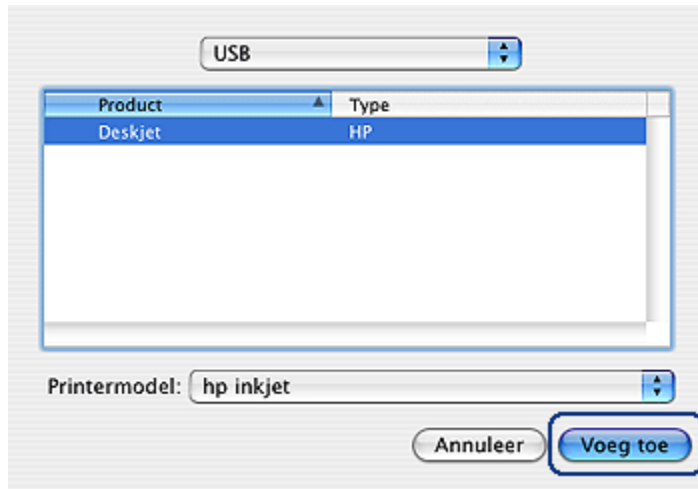 USB
Product Type
Deskjet HP
Printermodel: hp inkjet
Annuleer Voeg toe